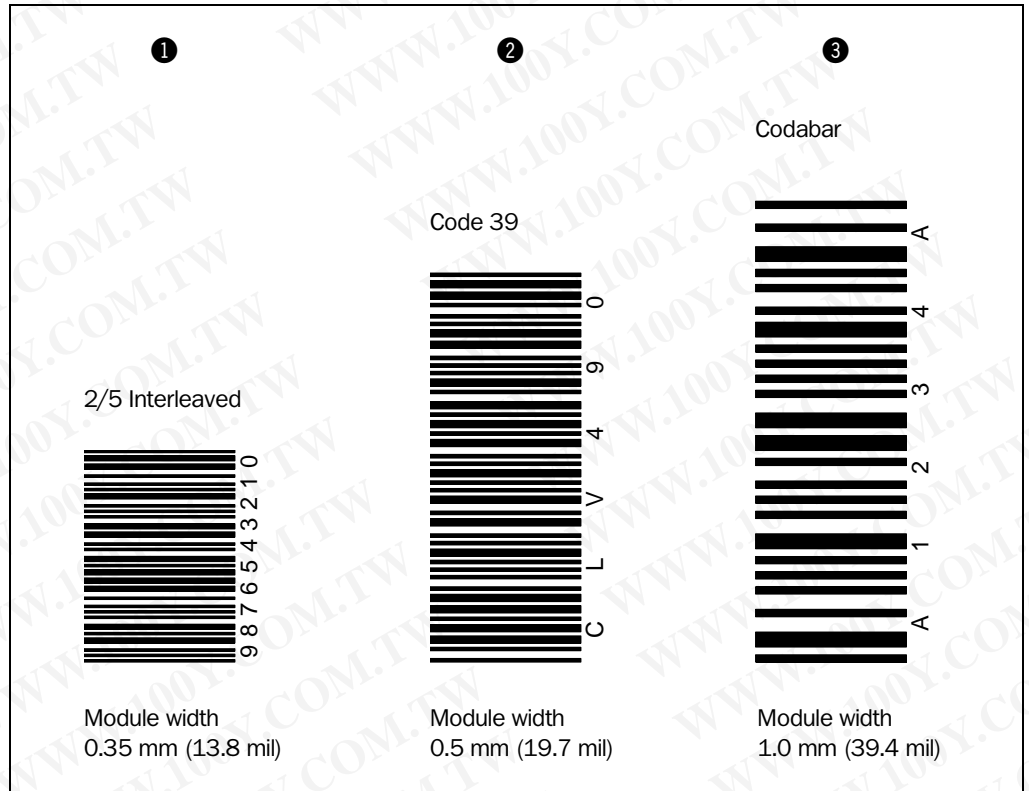 ❶
2/5 Interleaved
9 8 7 6 5 4 3 2 1 0
Module width
0.35 mm (13.8 mil)
❷
Code 39
C L V 4 9 0
Module width
0.5 mm (19.7 mil)
❸
Codabar
A 1 2 3 4 A
Module width
1.0 mm (39.4 mil)
WWW.100Y.COM.TW